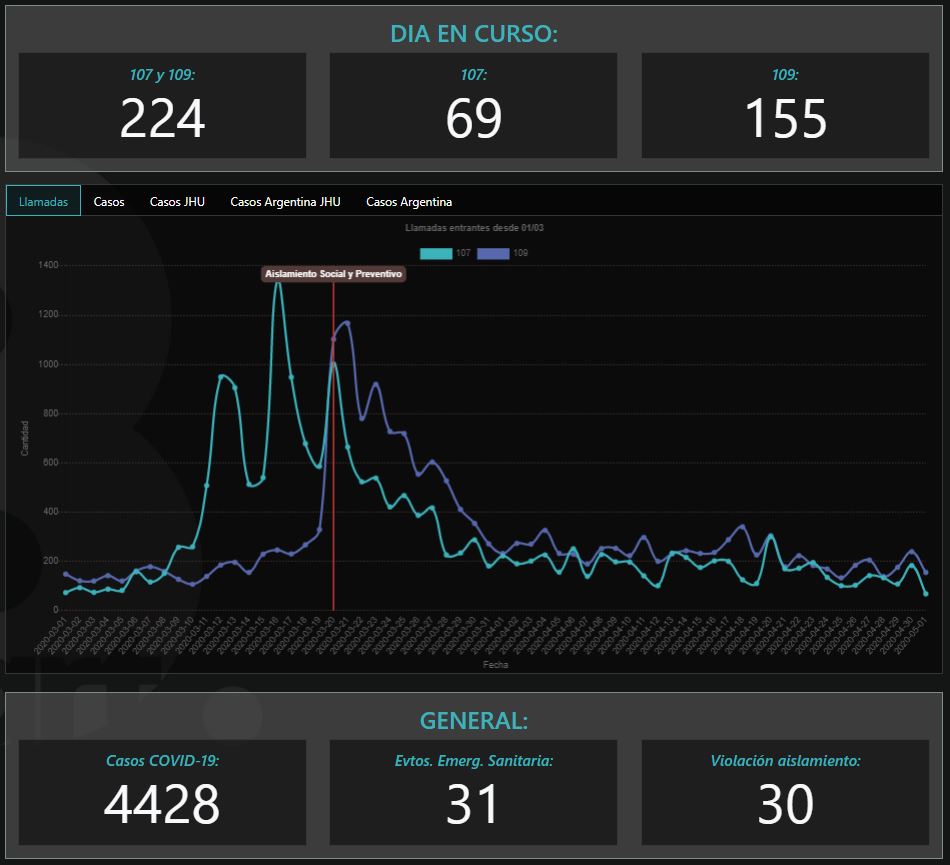 DIA EN CURSO:
107 y 109:
107:
109:
224
69
155
Llamadas Casos Casos JHU Casos Argentina JHU Casos Argentina
Llamadas entrantes desde 01/03
107 109
Aislamiento Social y Preventivo
1400
1200
1000
800
600
400
200
0
Cantidad
2020-03-01 2020-03-02 2020-03-03 2020-03-04 2020-03-05 2020-03-06 2020-03-07 2020-03-08 2020-03-09 2020-03-10 2020-03-11 2020-03-12 2020-03-13 2020-03-14 2020-03-15 2020-03-16 2020-03-17 2020-03-18 2020-03-19 2020-03-20 2020-03-21 2020-03-22 2020-03-23 2020-03-24 2020-03-25 2020-03-26 2020-03-27 2020-03-28 2020-03-29 2020-03-30 2020-03-31 2020-04-01 2020-04-02 2020-04-03 2020-04-04 2020-04-05 2020-04-06 2020-04-07 2020-04-08 2020-04-09 2020-04-10 2020-04-11 2020-04-12 2020-04-13 2020-04-14 2020-04-15 2020-04-16 2020-04-17 2020-04-18 2020-04-19 2020-04-20 2020-04-21 2020-04-22 2020-04-23 2020-04-24 2020-04-25 2020-04-26 2020-04-27 2020-04-28 2020-04-29 2020-04-30 2020-05-01
Fecha
GENERAL:
Casos COVID-19:
Evtos. Emerg. Sanitaria:
Violación aislamiento:
4428
31
30